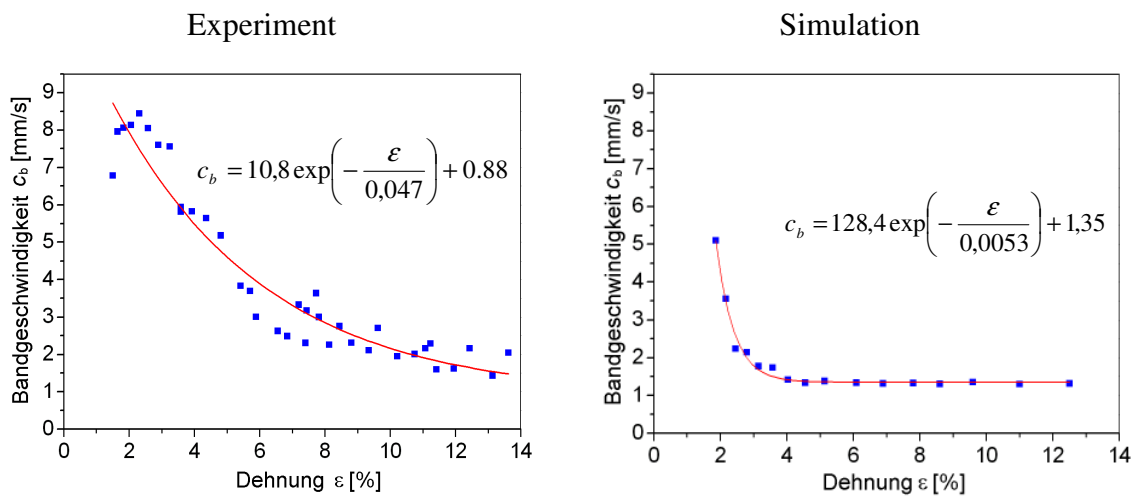 Experiment
Bandgeschwindigkeit c_b [mm/s]
9
8
7
6
5
4
3
2
1
0
c_b = 10,8 exp(-ε/0,047) + 0.88
0 2 4 6 8 10 12 14
Dehnung ε [%]
Simulation
Bandgeschwindigkeit c_b [mm/s]
9
8
7
6
5
4
3
2
1
0
c_b = 128,4 exp(-ε/0,0053) + 1,35
0 2 4 6 8 10 12 14
Dehnung ε [%]